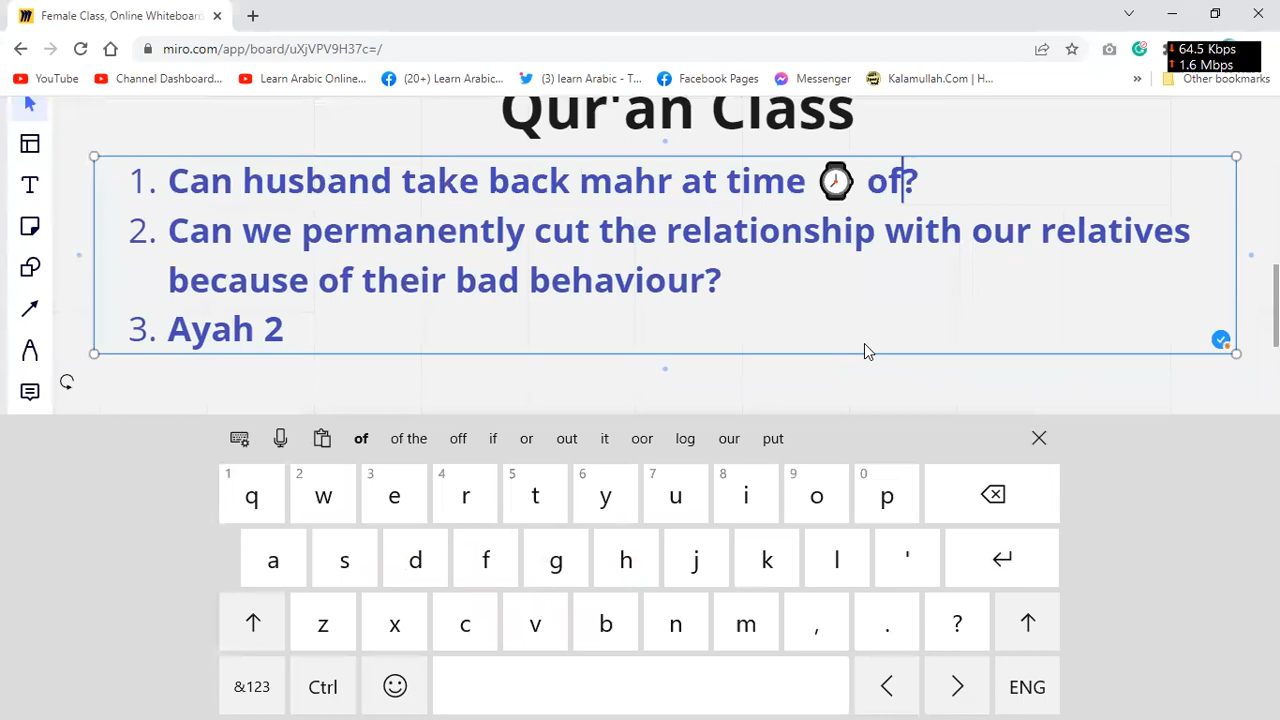 Female Class, Online Whiteboard
miro.com/app/board/uXjVPV9H37c=/
64.5 Kbps
1.6 Mbps
YouTube
Channel Dashboard...
Learn Arabic Online...
(20+) Learn Arabic...
(3) learn Arabic - T...
Facebook Pages
Messenger
Kalamullah.Com | H...
»
Other bookmarks
Qur'an Class
1. Can husband take back mahr at time ⌚ of?
2. Can we permanently cut the relationship with our relatives
because of their bad behaviour?
3. Ayah 2
of of the off if or out it oor log our put
1 2 3 4 5 6 7 8 9 0
q w e r t y u i o p
a s d f g h j k l '
z x c v b n m , . ?
&123 Ctrl ENG